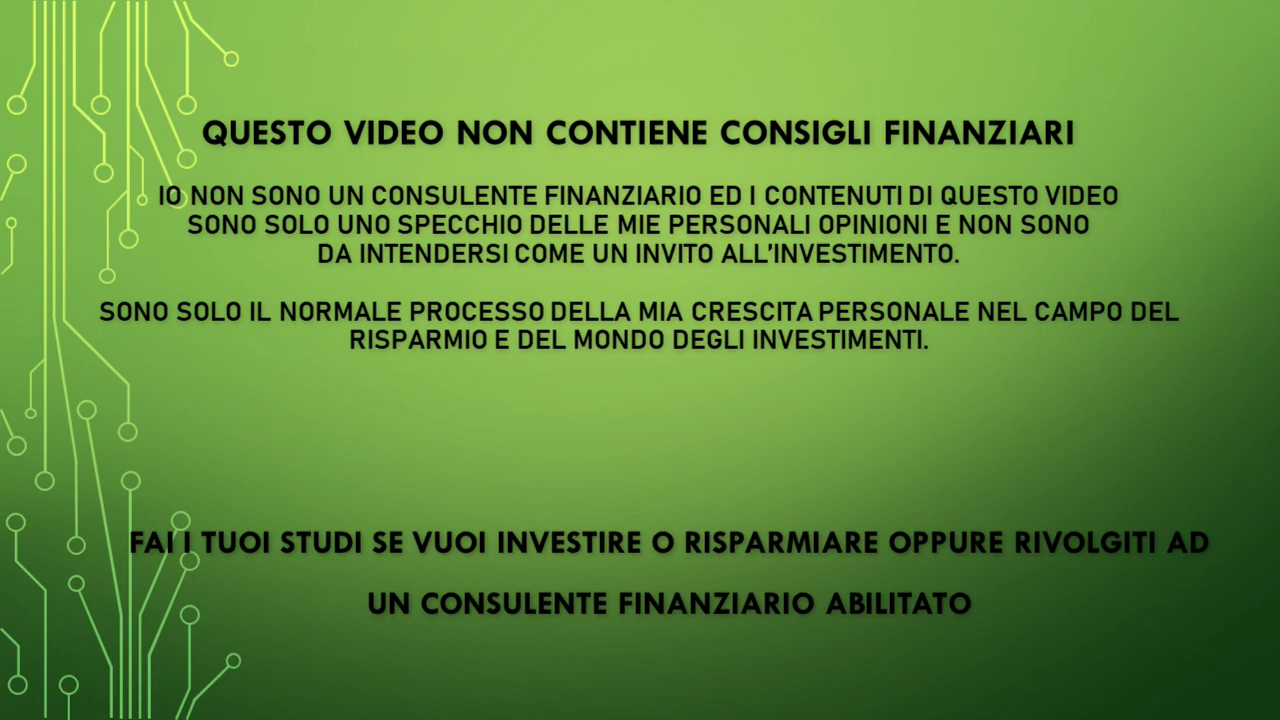 QUESTO VIDEO NON CONTIENE CONSIGLI FINANZIARI
IO NON SONO UN CONSULENTE FINANZIARIO ED I CONTENUTI DI QUESTO VIDEO
SONO SOLO UNO SPECCHIO DELLE MIE PERSONALI OPINIONI E NON SONO
DA INTENDERSI COME UN INVITO ALL'INVESTIMENTO.
SONO SOLO IL NORMALE PROCESSO DELLA MIA CRESCITA PERSONALE NEL CAMPO DEL
RISPARMIO E DEL MONDO DEGLI INVESTIMENTI.
FAI I TUOI STUDI SE VUOI INVESTIRE O RISPARMIARE OPPURE RIVOLGITI AD
UN CONSULENTE FINANZIARIO ABILITATO